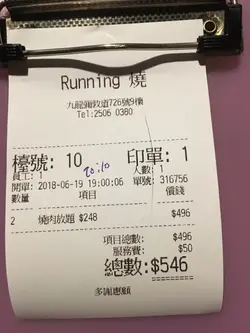 Running 燒
九龍彌敦道726號9樓
Tel:2506 0380
檯號: 10 印單: 1
員工: 1 人數: 1
20:10
開單: 2018-06-19 19:00:06 單號: 316756
數量 項目 價錢
2 燒肉放題 $248 $496
項目總數: $496
服務費: $50
總數:$546
多謝惠顧